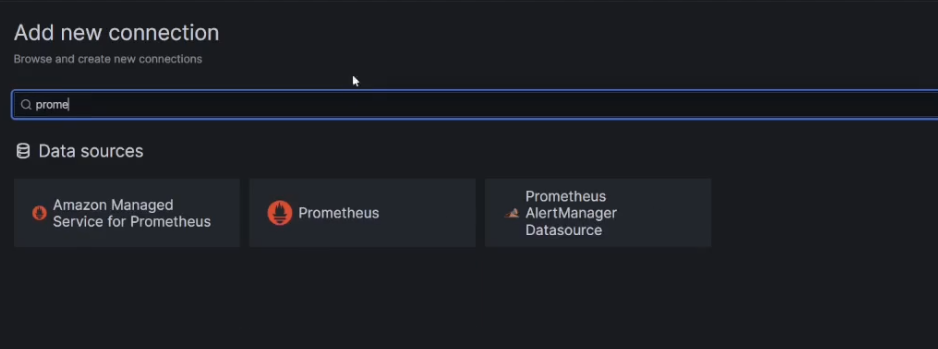 Add new connection
Browse and create new connections
prome
Data sources
Amazon Managed
Service for Prometheus
Prometheus
Prometheus
AlertManager
Datasource